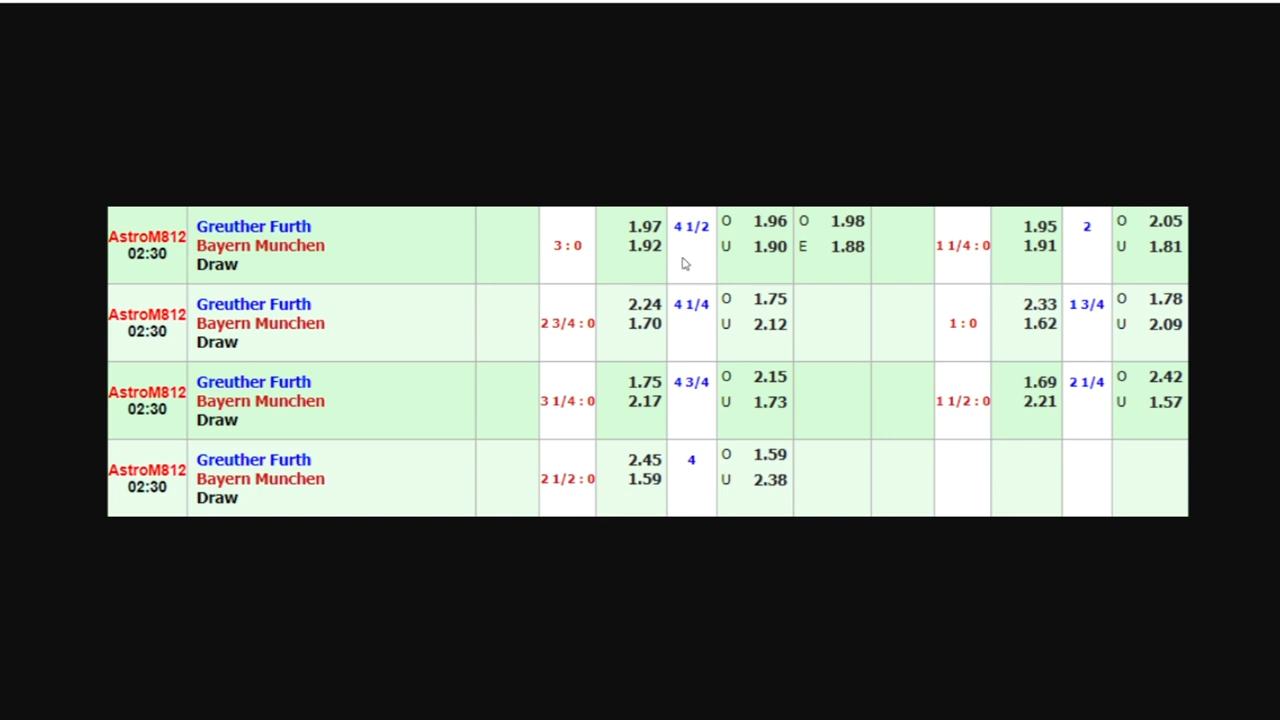 AstroM812 02:30 Greuther Furth Bayern Munchen Draw
3 : 0 1.97 1.92 4 1/2 O 1.96 U 1.90 O 1.98 E 1.88 1 1/4 : 0 1.95 1.91 2 O 2.05 U 1.81
AstroM812 02:30 Greuther Furth Bayern Munchen Draw
2 3/4 : 0 2.24 1.70 4 1/4 O 1.75 U 2.12 1 : 0 2.33 1.62 1 3/4 O 1.78 U 2.09
AstroM812 02:30 Greuther Furth Bayern Munchen Draw
3 1/4 : 0 1.75 2.17 4 3/4 O 2.15 U 1.73 1 1/2 : 0 1.69 2.21 2 1/4 O 2.42 U 1.57
AstroM812 02:30 Greuther Furth Bayern Munchen Draw
2 1/2 : 0 2.45 1.59 4 O 1.59 U 2.38